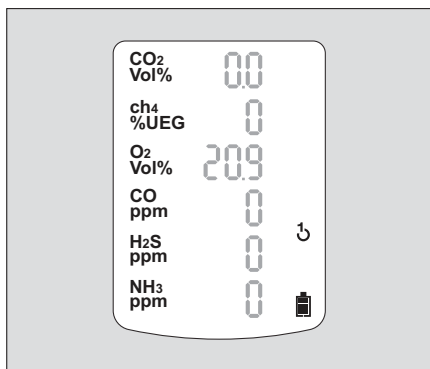 CO2 0.0
Vol%
ch4 0
%UEG
O2 20.9
Vol%
CO 0
ppm
H2S 0
ppm
1
NH3 0
ppm